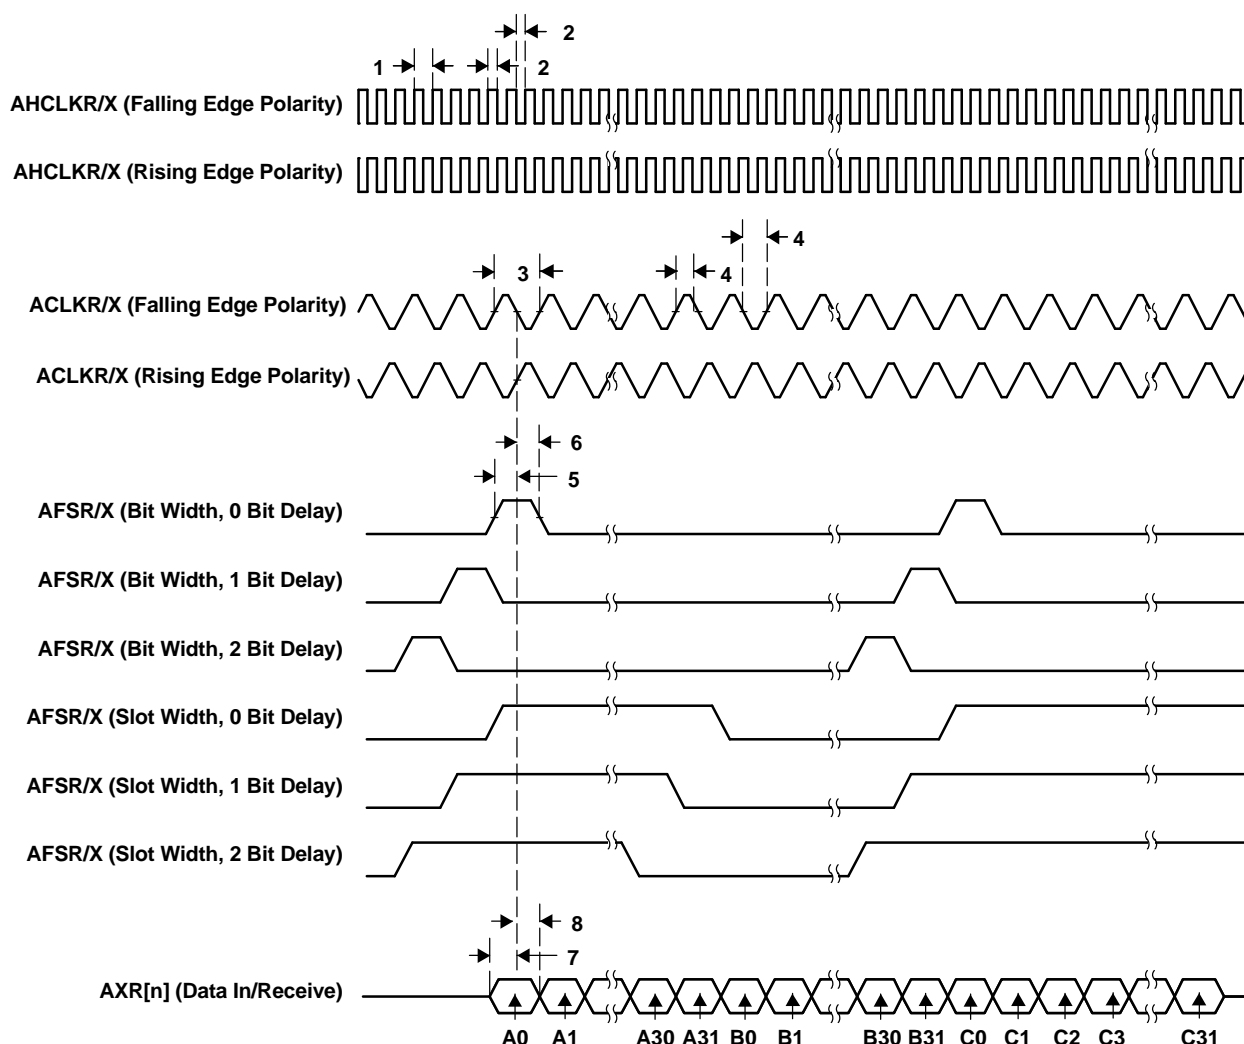 2
1
2
AHCLKR/X (Falling Edge Polarity)
AHCLKR/X (Rising Edge Polarity)
4
3
4
ACLKR/X (Falling Edge Polarity)
ACLKR/X (Rising Edge Polarity)
6
5
AFSR/X (Bit Width, 0 Bit Delay)
AFSR/X (Bit Width, 1 Bit Delay)
AFSR/X (Bit Width, 2 Bit Delay)
AFSR/X (Slot Width, 0 Bit Delay)
AFSR/X (Slot Width, 1 Bit Delay)
AFSR/X (Slot Width, 2 Bit Delay)
8
7
AXR[n] (Data In/Receive)
A0 A1 A30 A31 B0 B1 B30 B31 C0 C1 C2 C3 C31